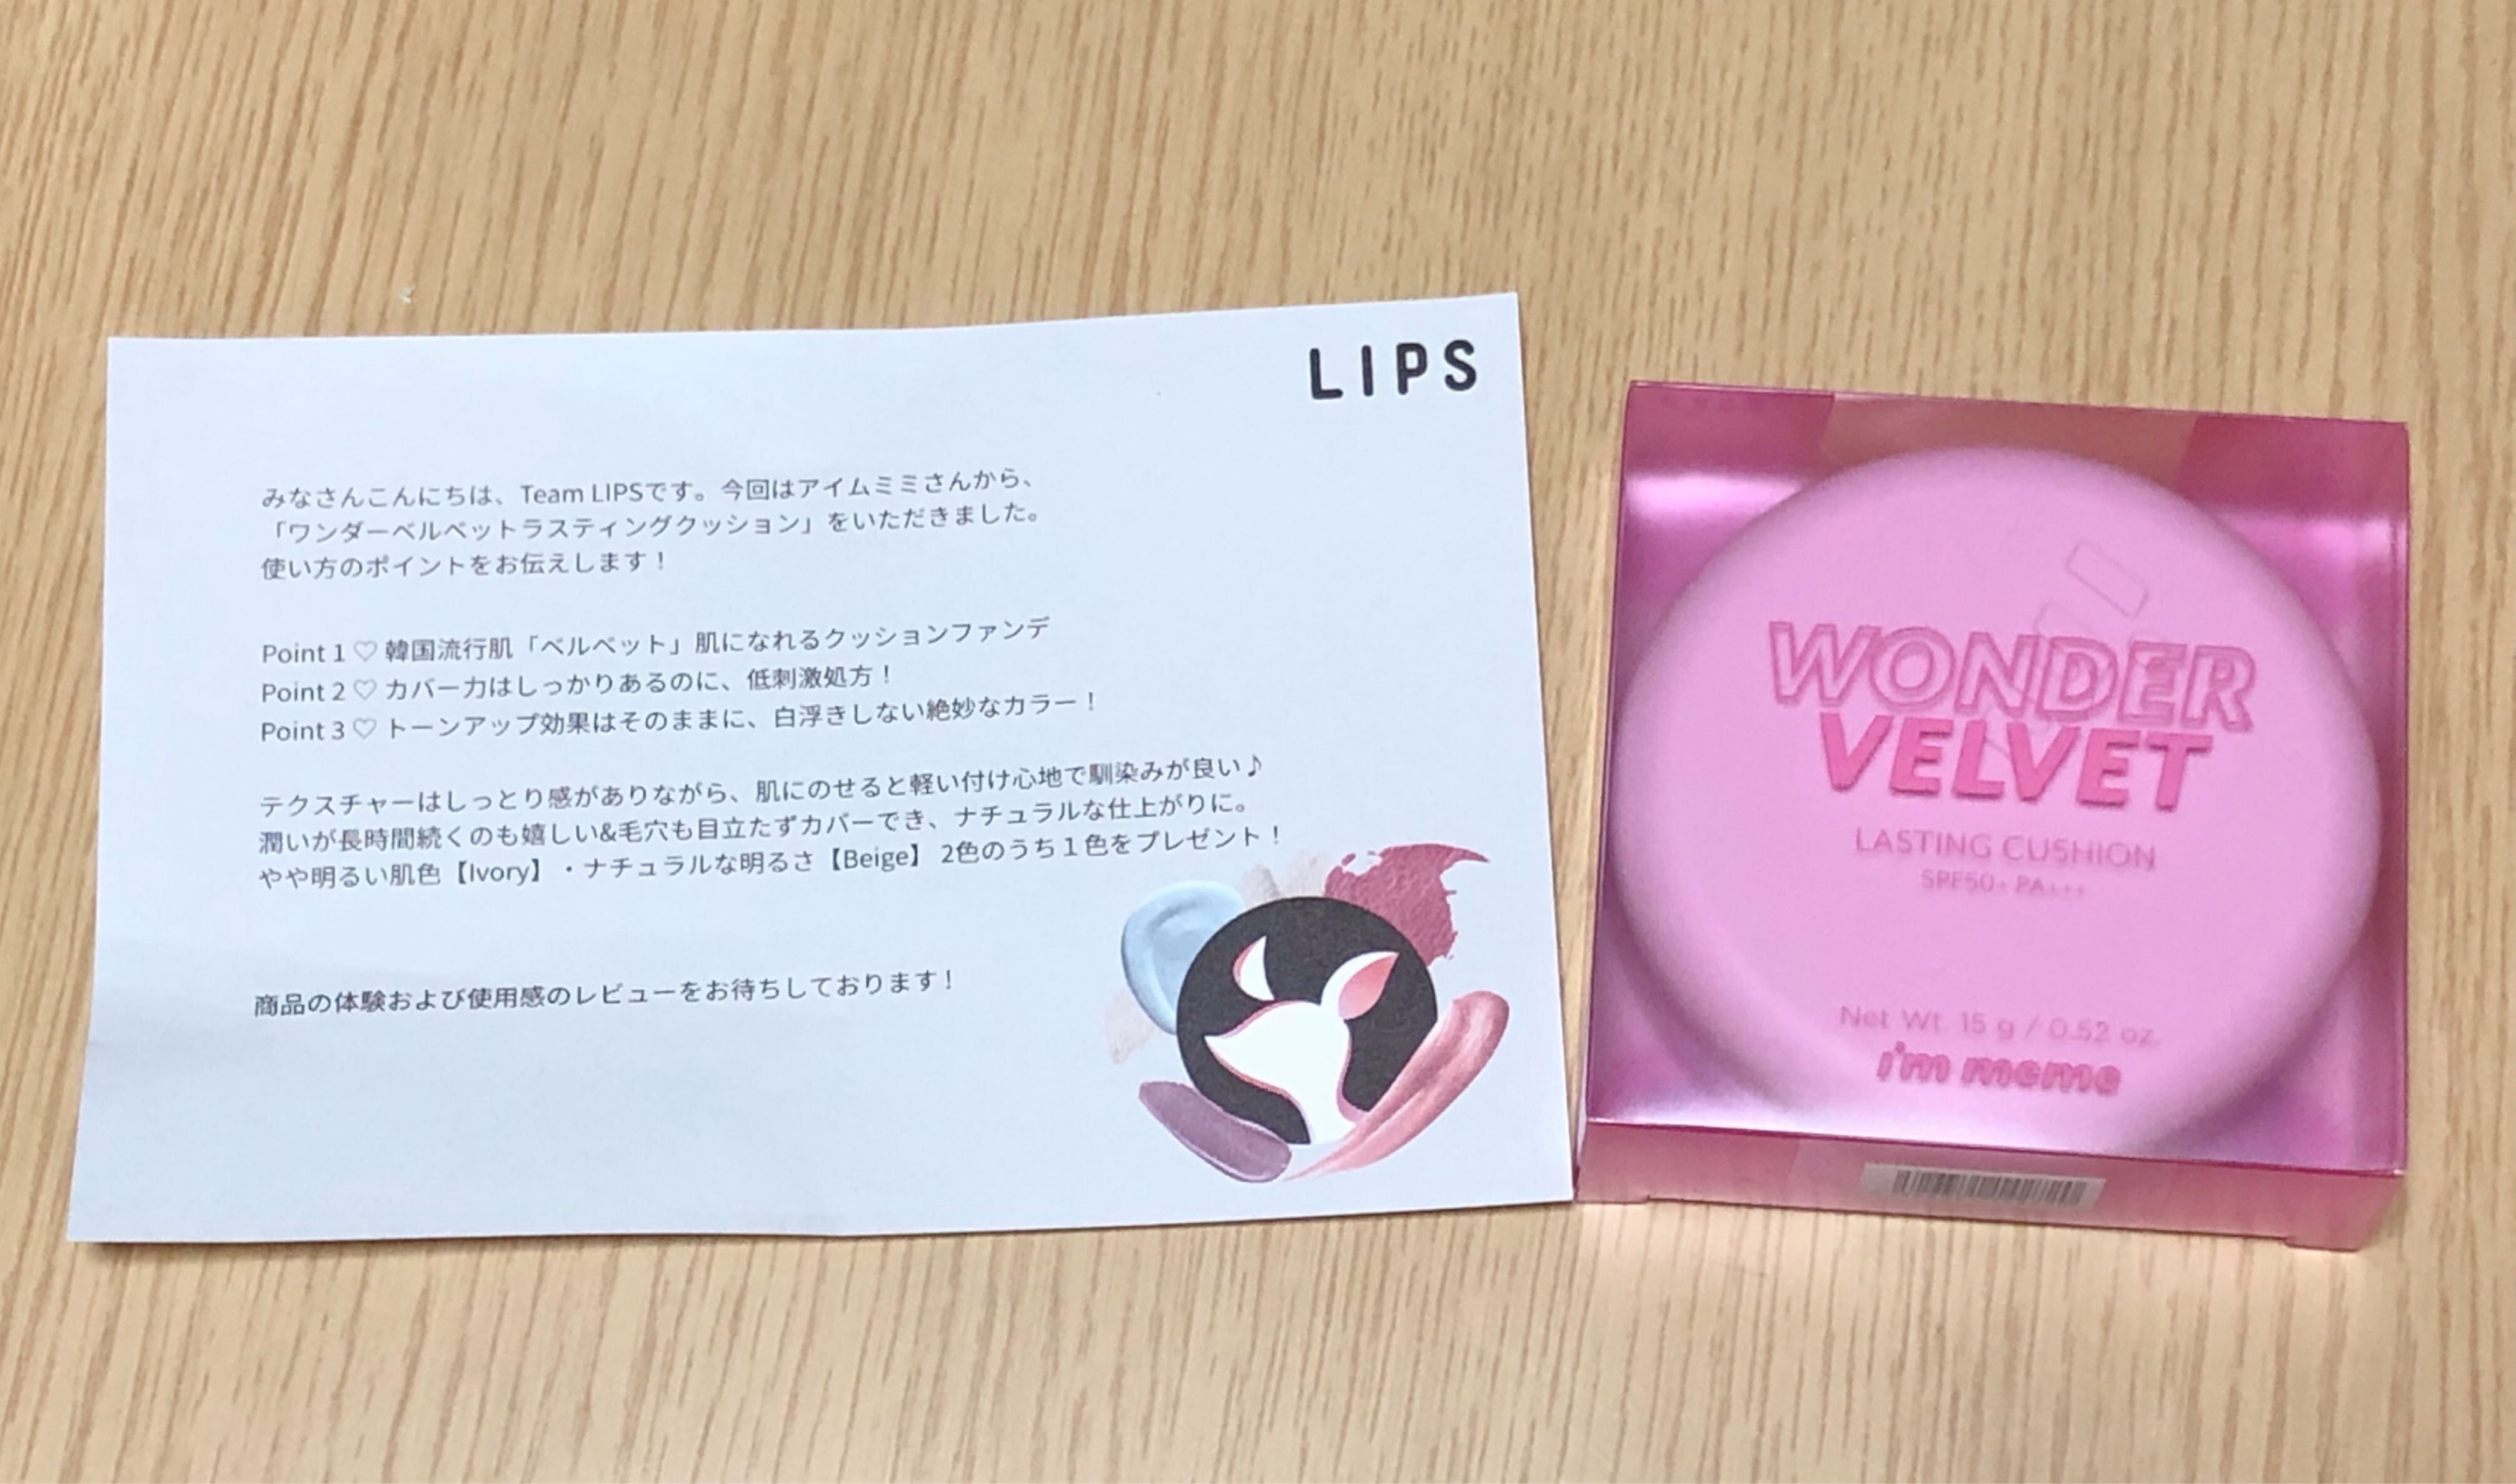 LIPS
みなさんこんにちは、Team LIPSです。今回はアイムミミさんから、
「ワンダーベルベットラスティングクッション」をいただきました。
使い方のポイントをお伝えします！
Point 1 ♡ 韓国流行肌「ベルベット」肌になれるクッションファンデ
Point 2 ♡ カバー力はしっかりあるのに、低刺激処方！
Point 3 ♡ トーンアップ効果はそのままに、白浮きしない絶妙なカラー！
テクスチャーはしっとり感がありながら、肌にのせると軽い付け心地で馴染みが良い♪
潤いが長時間続くのも嬉しい&毛穴も目立たずカバーでき、ナチュラルな仕上がりに。
やや明るい肌色【Ivory】・ナチュラルな明るさ【Beige】 2色のうち１色をプレゼント！
商品の体験および使用感のレビューをお待ちしております！
WONDER
VELVET
LASTING CUSHION
SPF50+ PA+++
Net Wt. 15 g / 0.52 oz.
i'm meme